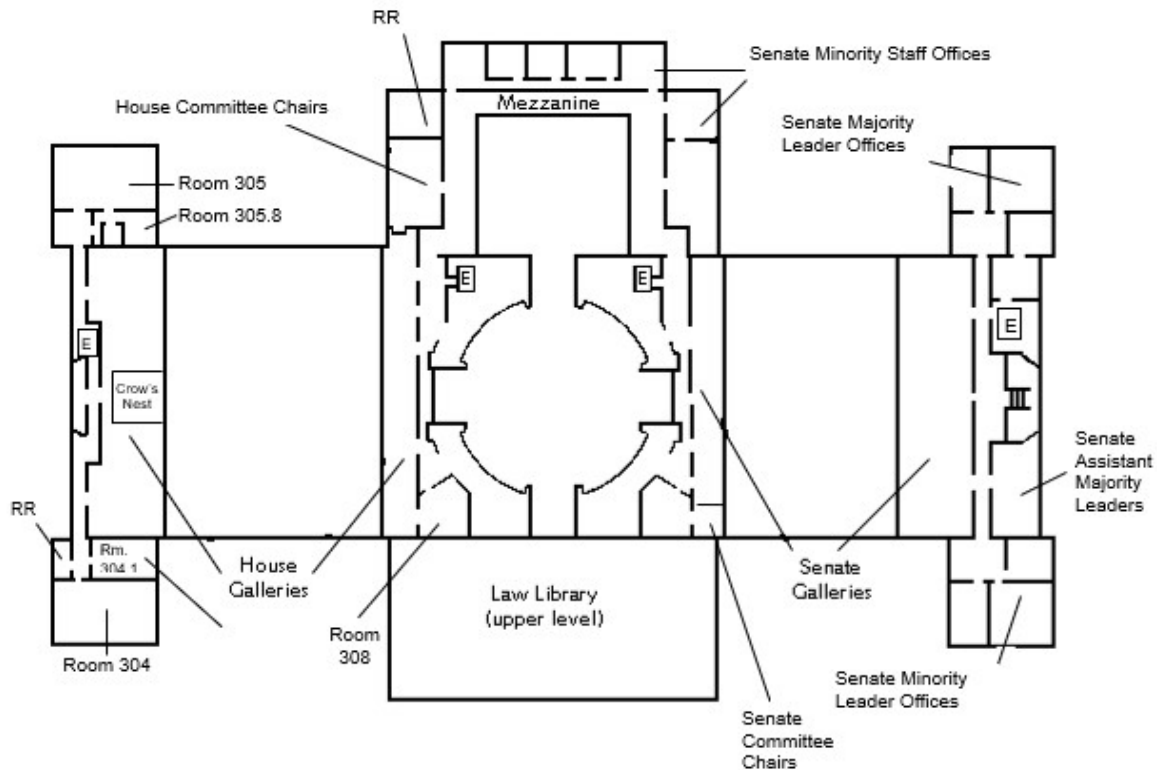 RR
Senate Minority Staff Offices
Mezzanine
House Committee Chairs
Senate Majority
Leader Offices
Room 305
Room 305.8
E
E
E
E
Crow's
Nest
Senate
Assistant
Majority
Leaders
RR
Rm.
304.1
House
Galleries
Senate
Galleries
Law Library
(upper level)
Room
308
Room 304
Senate Minority
Leader Offices
Senate
Committee
Chairs